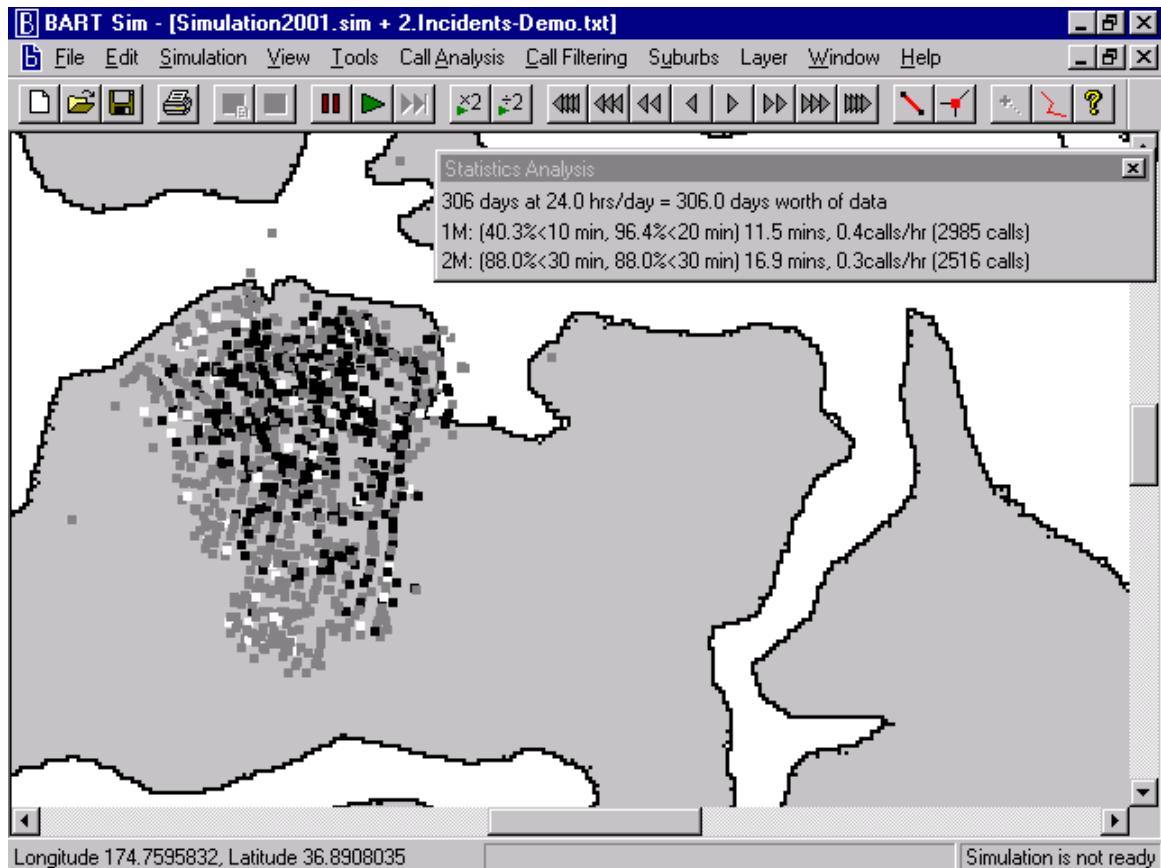 BART Sim - [Simulation2001.sim + 2.Incidents-Demo.txt]
File Edit Simulation View Tools Call Analysis Call Filtering Suburbs Layer Window Help
×2 ÷2
Statistics Analysis
306 days at 24.0 hrs/day = 306.0 days worth of data
1M: (40.3%<10 min, 96.4%<20 min) 11.5 mins, 0.4calls/hr (2985 calls)
2M: (88.0%<30 min, 88.0%<30 min) 16.9 mins, 0.3calls/hr (2516 calls)
Longitude 174.7595832, Latitude 36.8908035
Simulation is not ready